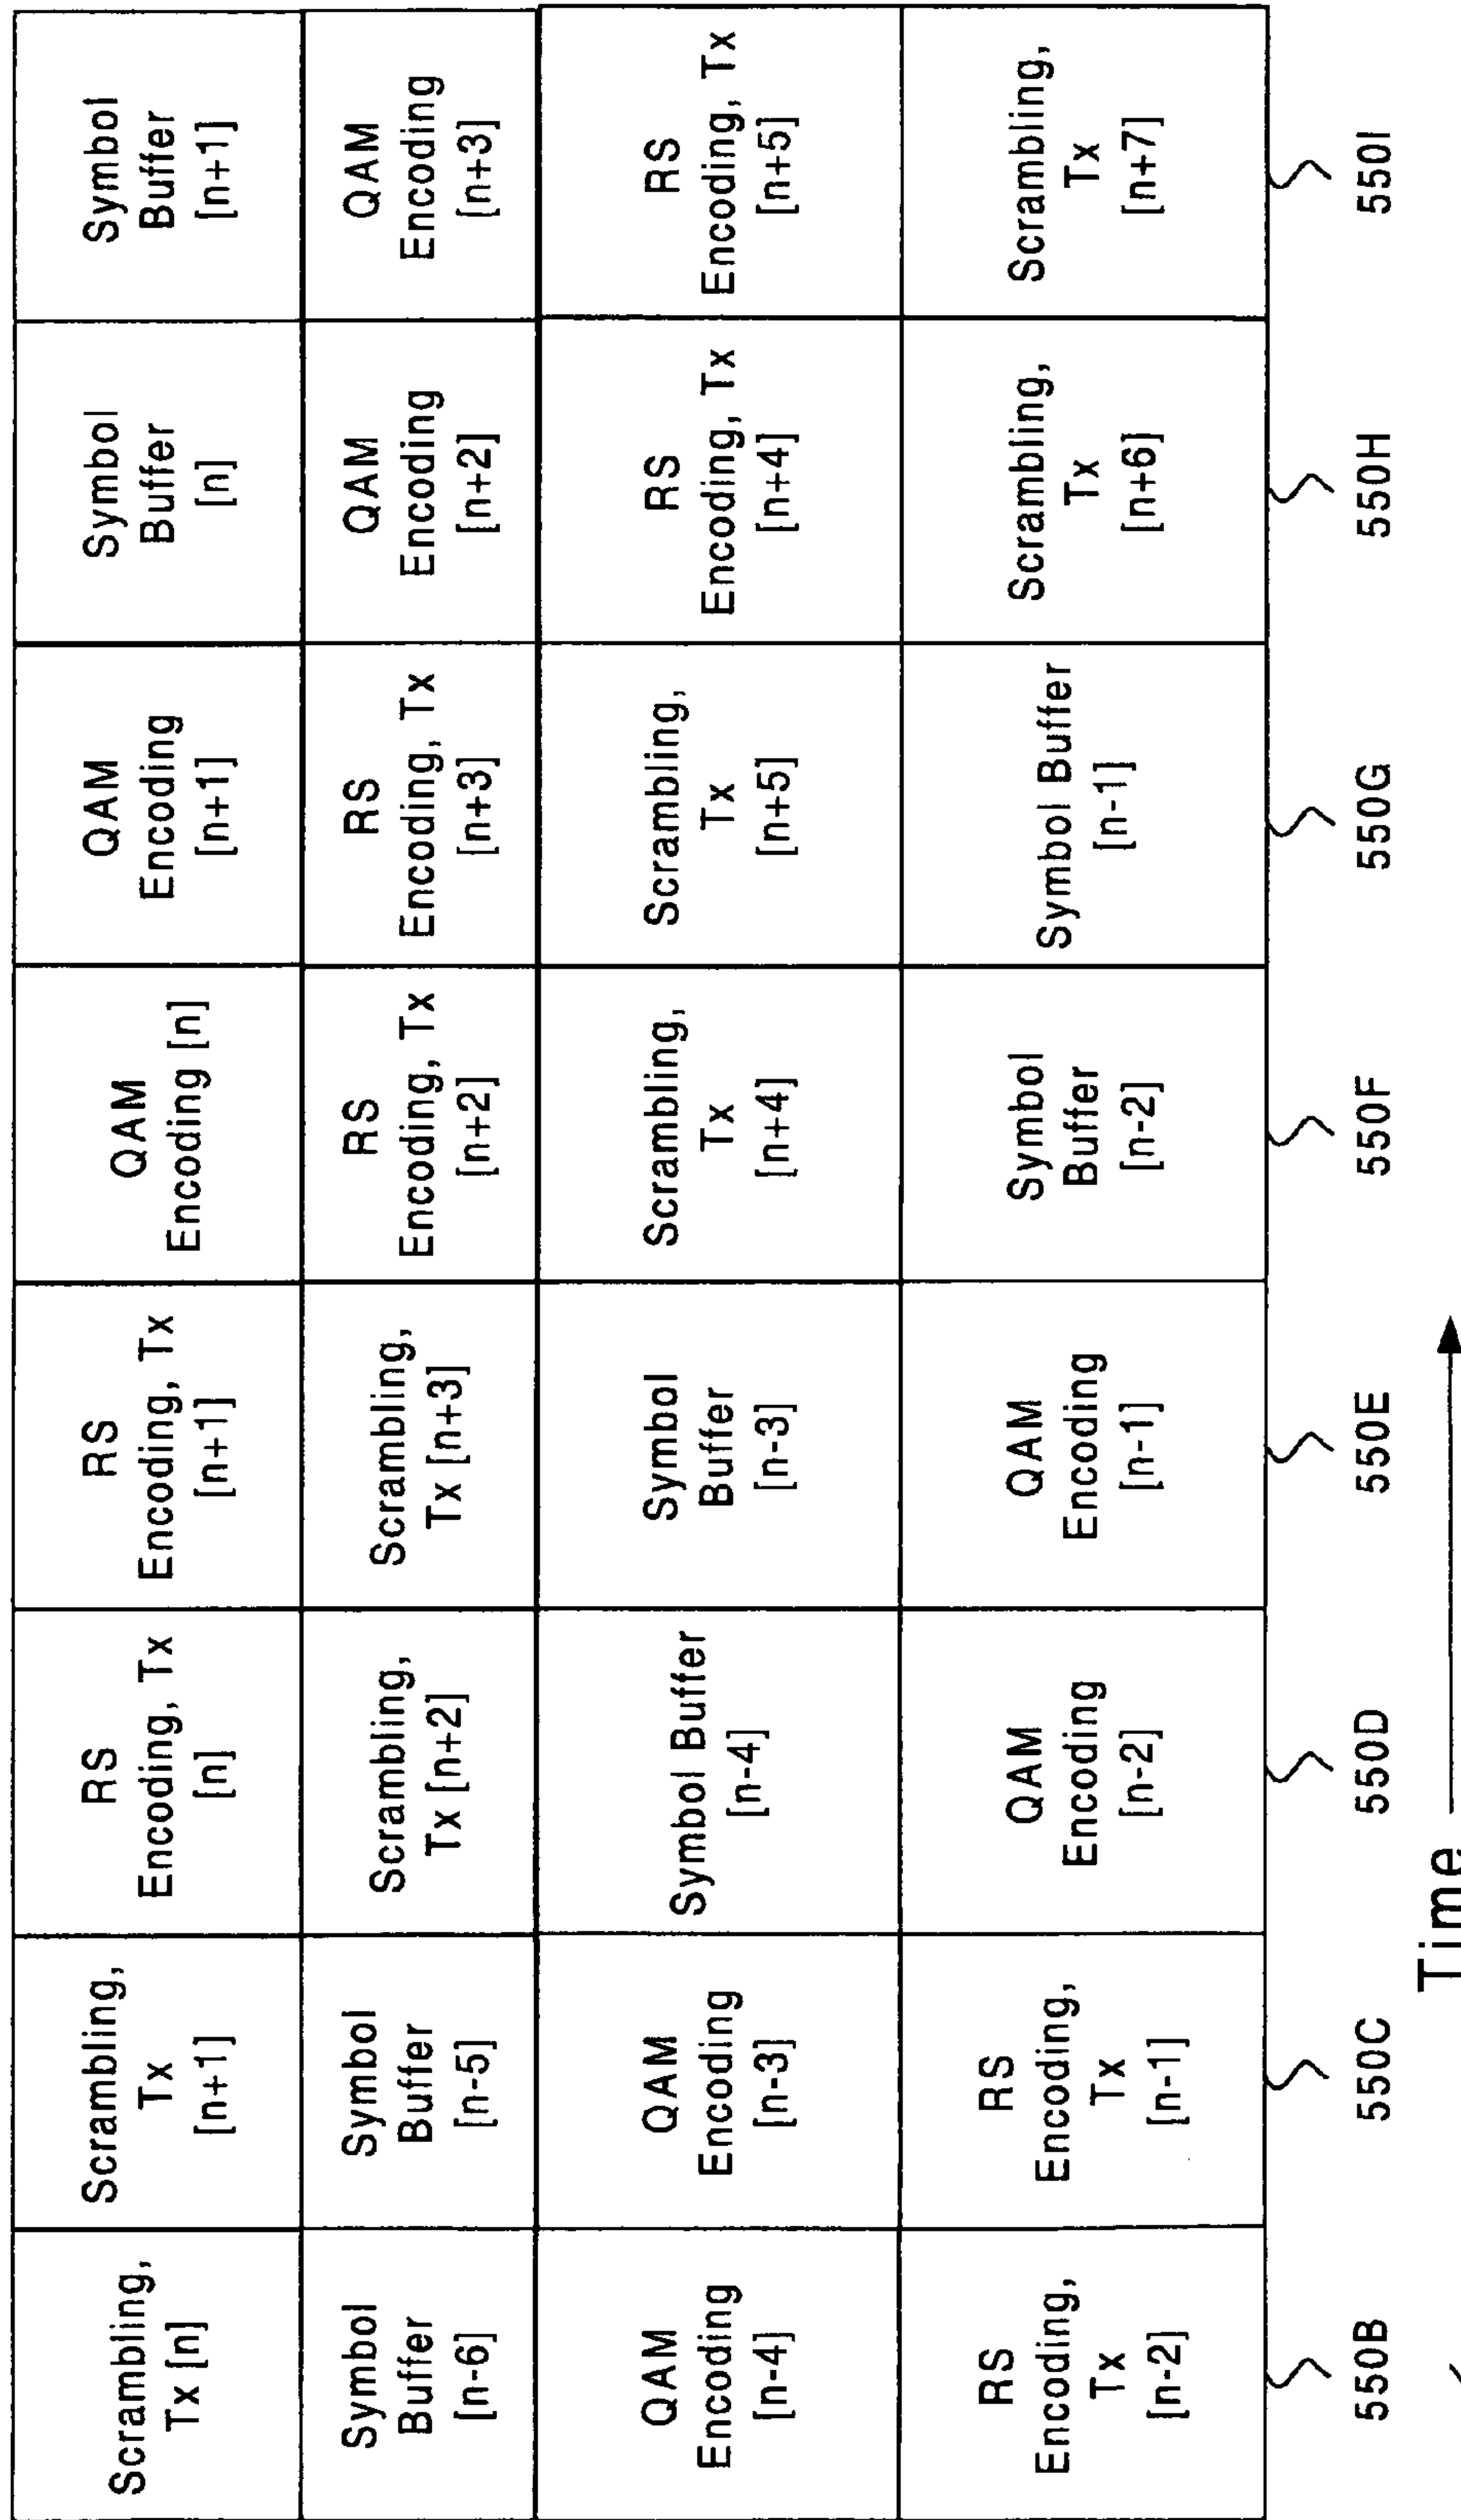 Scrambling,
Tx [n]
Scrambling,
Tx
[n+1]
RS
Encoding, Tx
[n]
RS
Encoding, Tx
[n+1]
QAM
Encoding [n]
QAM
Encoding
[n+1]
Symbol
Buffer
[n]
Symbol
Buffer
[n+1]
Symbol
Buffer
[n-6]
Symbol
Buffer
[n-5]
Scrambling,
Tx [n+2]
Scrambling,
Tx [n+3]
RS
Encoding, Tx
[n+2]
RS
Encoding, Tx
[n+3]
QAM
Encoding
[n+2]
QAM
Encoding
[n+3]
QAM
Encoding
[n-4]
QAM
Encoding
[n-3]
Symbol Buffer
[n-4]
Symbol
Buffer
[n-3]
Scrambling,
Tx
[n+4]
Scrambling,
Tx
[n+5]
RS
Encoding, Tx
[n+4]
RS
Encoding, Tx
[n+5]
RS
Encoding,
Tx
[n-2]
RS
Encoding,
Tx
[n-1]
QAM
Encoding
[n-2]
QAM
Encoding
[n-1]
Symbol
Buffer
[n-2]
Symbol Buffer
[n-1]
Scrambling,
Tx
[n+6]
Scrambling,
Tx
[n+7]
550B
550C
550D
550E
550F
550G
550H
550I
Time